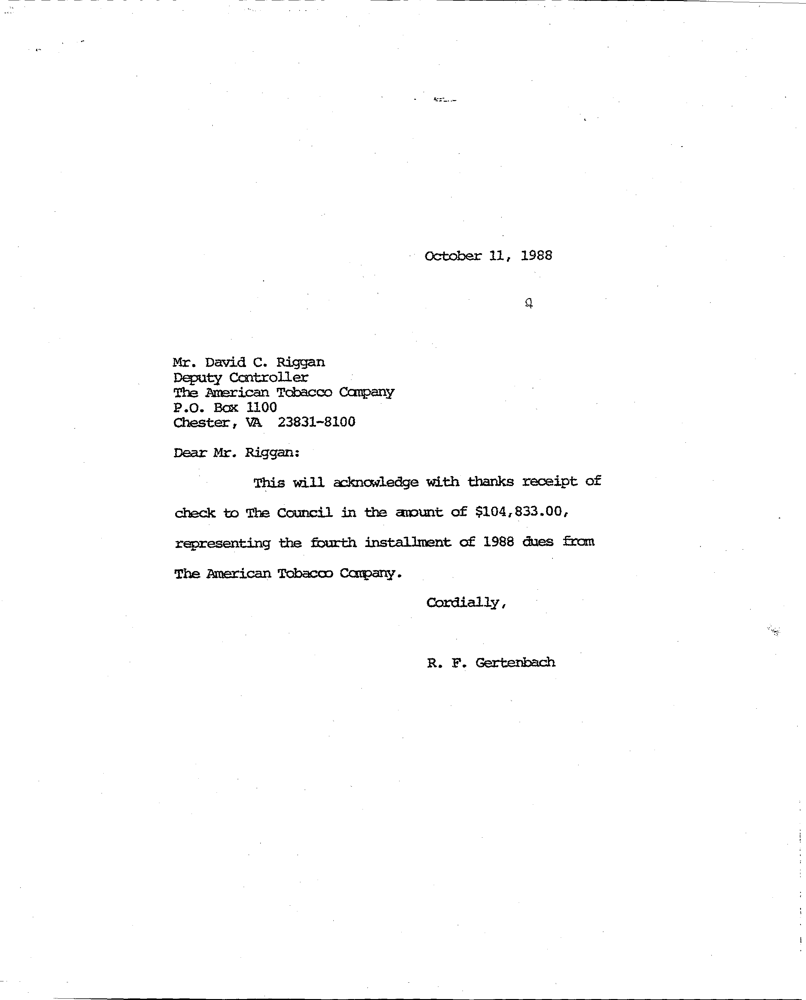 October 11, 1988
Mr. David C. Riggan
Deputy Controller
The American Tobacco Company
P.O. Box 1100
Chester, VA 23831-8100
Dear Mr. Riggan:
This will acknowledge with thanks receipt of
check to The Council in the amount of $104,833.00,
representing the fourth installment of 1988 dues from
The American Tobacco Company.
Cordially,
R. F. Gertenbach